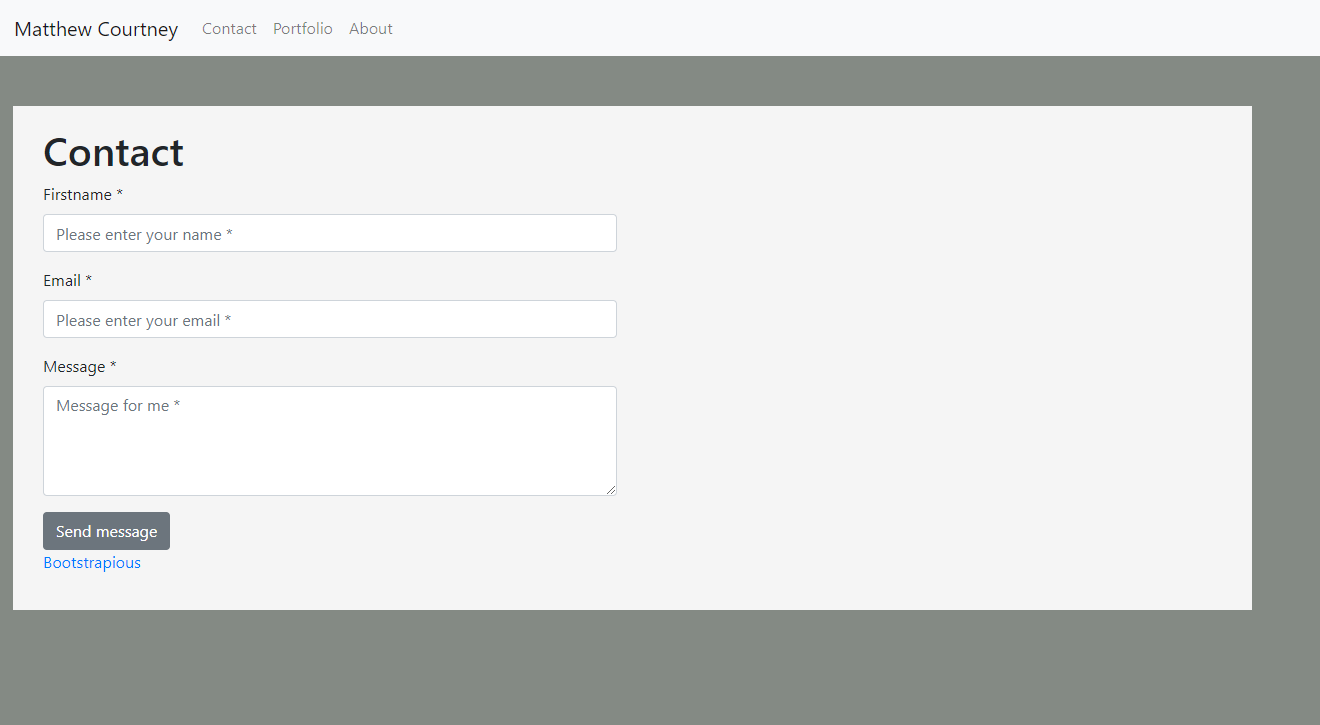 Matthew Courtney Contact Portfolio About
Contact
Firstname *
Please enter your name *
Email *
Please enter your email *
Message *
Message for me *
Send message
Bootstrapious